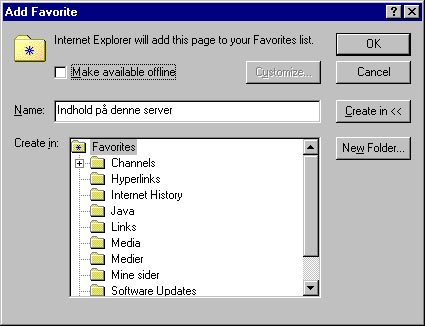 Add Favorite
Internet Explorer will add this page to your Favorites list.
OK
Make available offline
Customize...
Cancel
Name:
Indhold på denne server
Create in <<
Create in:
Favorites
New Folder...
Channels
Hyperlinks
Internet History
Java
Links
Media
Medier
Mine sider
Software Updates